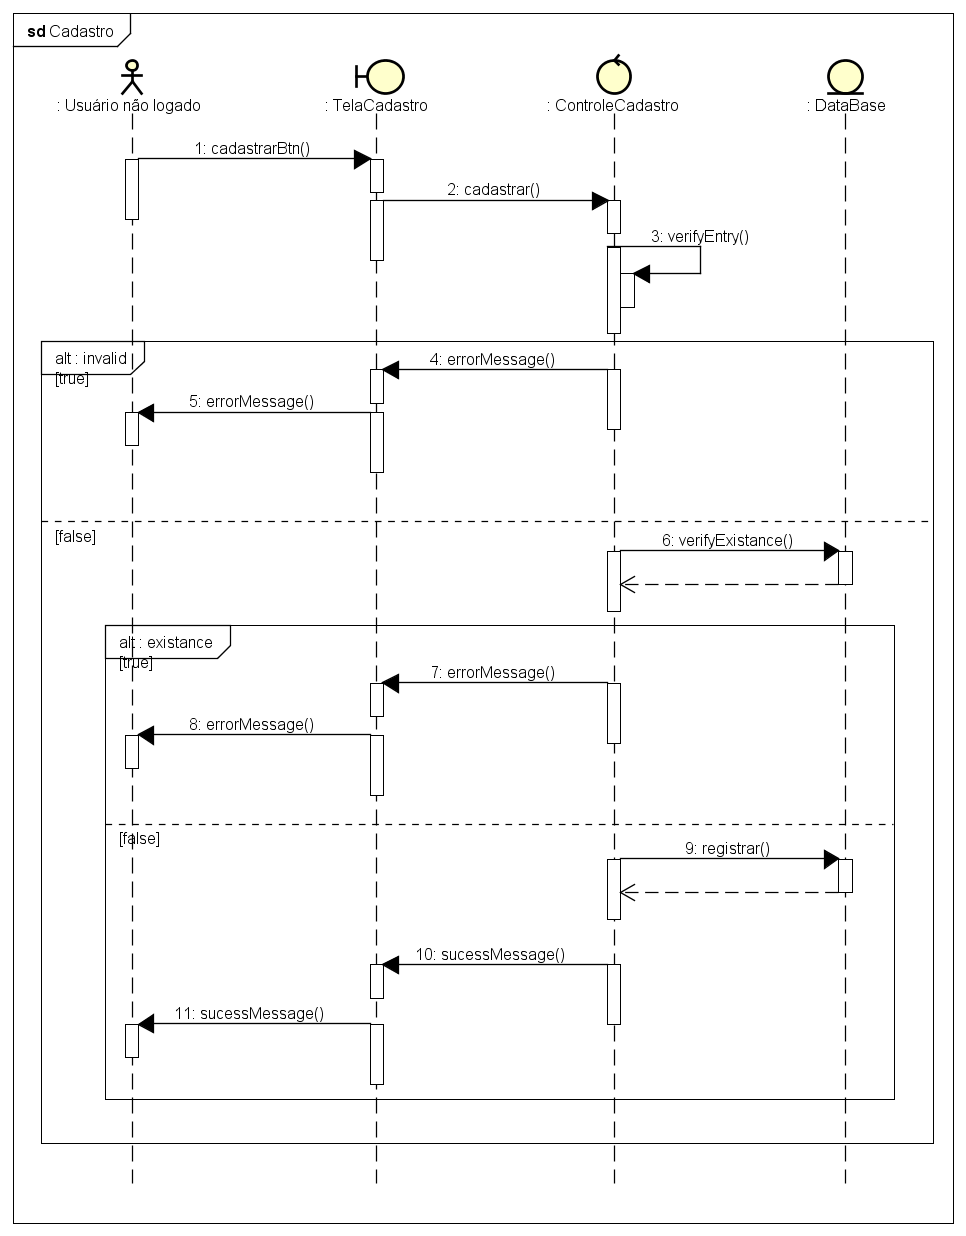 sd Cadastro
: Usuário não logado
: TelaCadastro
: ControleCadastro
: DataBase
1: cadastrarBtn()
2: cadastrar()
3: verifyEntry()
alt : invalid
[true]
4: errorMessage()
5: errorMessage()
[false]
6: verifyExistance()
alt : existance
[true]
7: errorMessage()
8: errorMessage()
[false]
9: registrar()
10: sucessMessage()
11: sucessMessage()